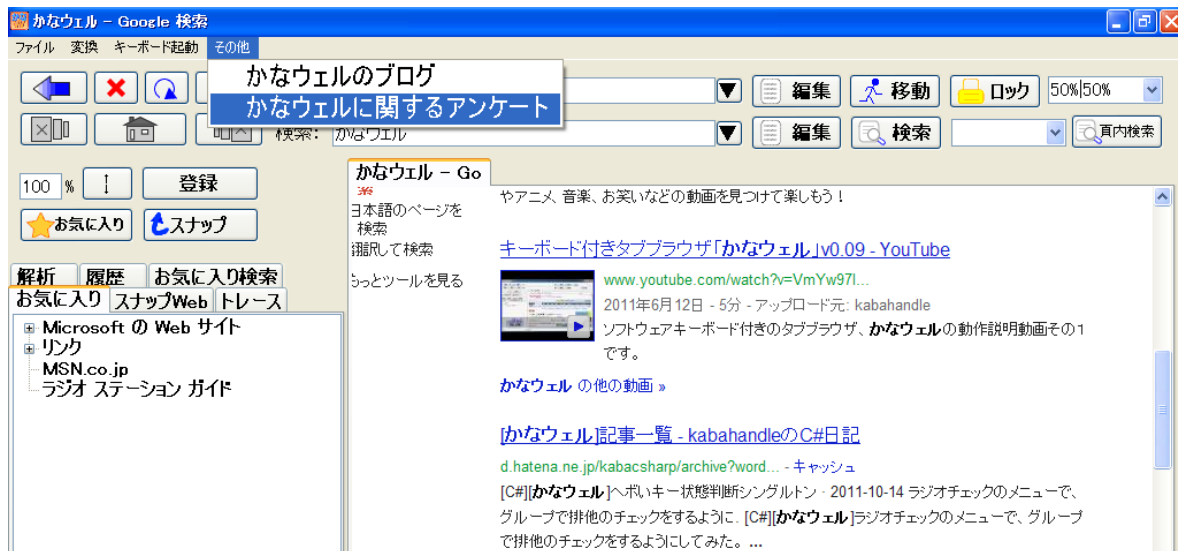 かなウェル - Google 検索
ファイル 変換 キーボード起動 その他
かなウェルのブログ
かなウェルに関するアンケート
編集 移動 ロック 50%|50%
検索: かなウェル 編集 検索 頁内検索
100 % 登録
お気に入り スナップ
解析 履歴 お気に入り検索
お気に入り スナップWeb トレース
Microsoft の Web サイト
リンク
MSN.co.jp
ラジオ ステーション ガイド
かなウェル - Go
日本語のページを
検索
翻訳して検索
もっとツールを見る
やアニメ、音楽、お笑いなどの動画を見つけて楽しもう!
キーボード付きタブブラウザ「かなウェル」v0.09 - YouTube
www.youtube.com/watch?v=VmYw97l...
2011年6月12日 - 5分 - アップロード元: kabahandle
ソフトウェアキーボード付きのタブブラウザ、かなウェルの動作説明動画その1
です。
かなウェル の他の動画 »
[かなウェル]記事一覧 - kabahandleのC#日記
d.hatena.ne.jp/kabacsharp/archive?word... - キャッシュ
[C#][かなウェル]へぼいキー状態判断シングルトン · 2011-10-14 ラジオチェックのメニューで、
グループで排他のチェックをするように. [C#][かなウェル]ラジオチェックのメニューで、グループ
で排他のチェックをするようにしてみた。 ...